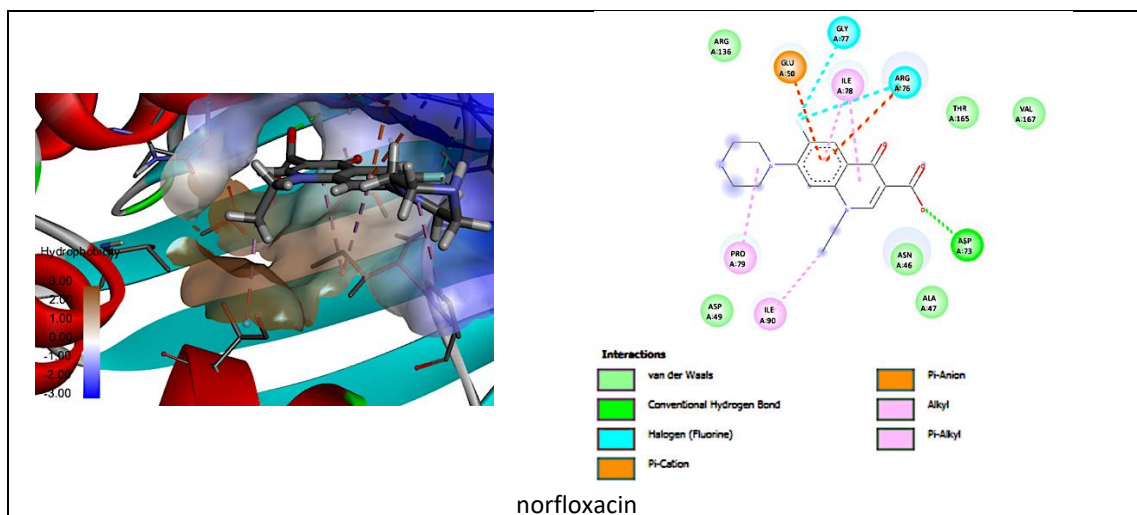 Hydrophobicity
3.00
2.00
1.00
0.00
-1.00
-2.00
-3.00
GLY
A:77
ARG
A:136
GLU
A:50
ILE
A:78
ARG
A:76
THR
A:165
VAL
A:167
PRO
A:79
ASN
A:46
ASP
A:73
ASP
A:49
ILE
A:90
ALA
A:47
Interactions
van der Waals
Conventional Hydrogen Bond
Halogen (Fluorine)
Pi-Cation
Pi-Anion
Alkyl
Pi-Alkyl
norfloxacin